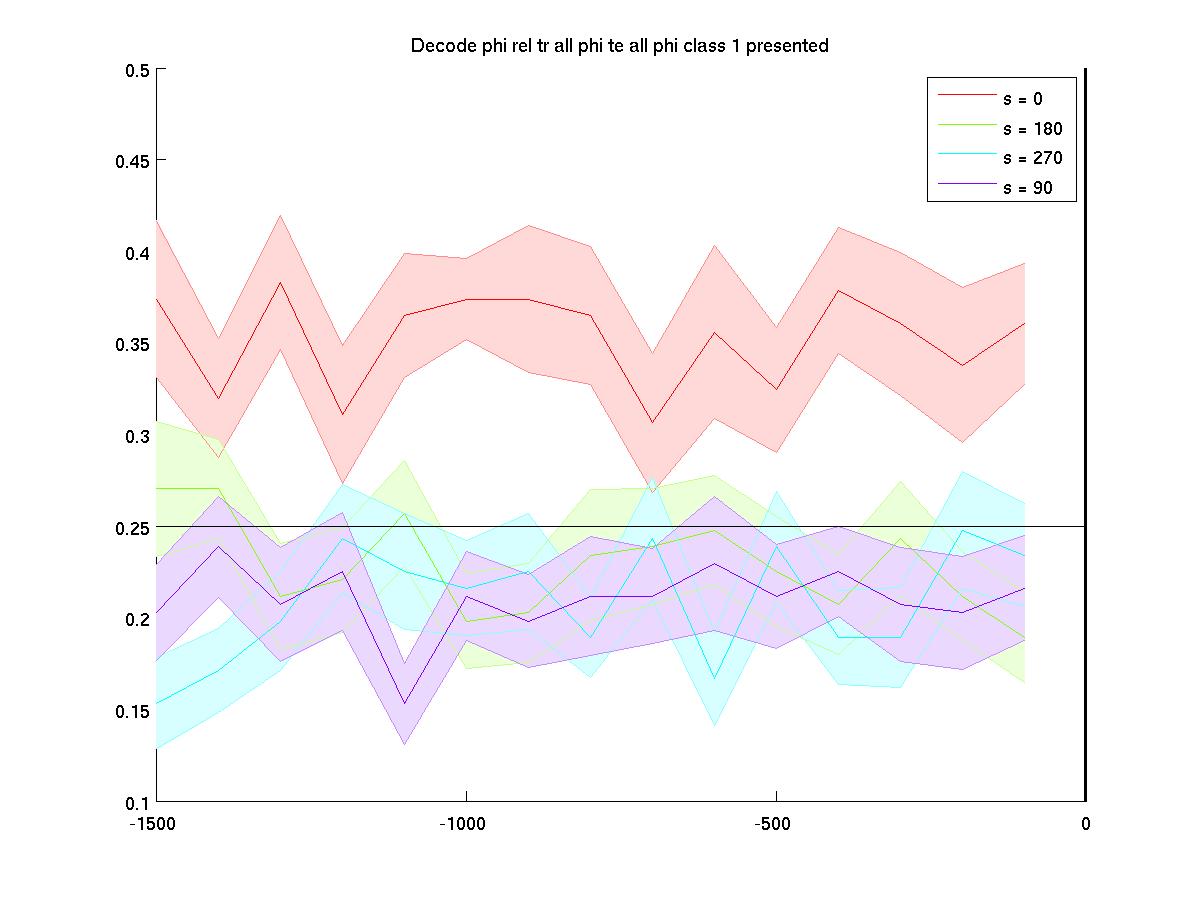 Decode phi rel tr all phi te all phi class 1 presented
0.5
s = 0
s = 180
s = 270
s = 90
0.45
0.4
0.35
0.3
0.25
0.2
0.15
0.1
-1500
-1000
-500
0